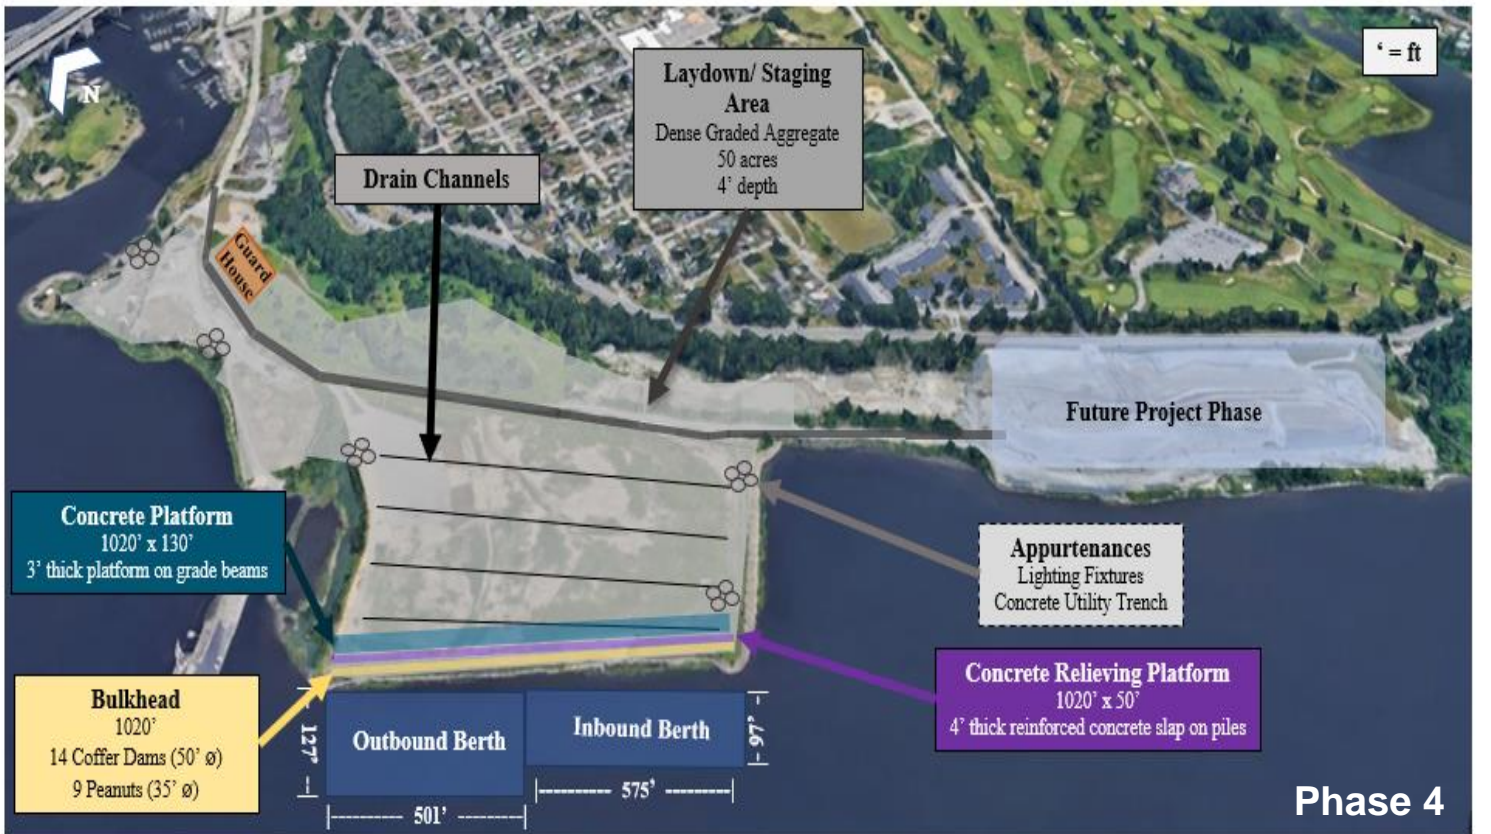 ‘ = ft
N
Laydown/ Staging
Area
Dense Graded Aggregate
50 acres
4’ depth
Drain Channels
Guard
House
Future Project Phase
Concrete Platform
1020’ x 130’
3’ thick platform on grade beams
Appurtenances
Lighting Fixtures
Concrete Utility Trench
Bulkhead
1020’
14 Coffer Dams (50’ ø)
9 Peanuts (35’ ø)
Concrete Relieving Platform
1020’ x 50’
4’ thick reinforced concrete slap on piles
127’
Outbound Berth
Inbound Berth
97’
575’
501’
Phase 4